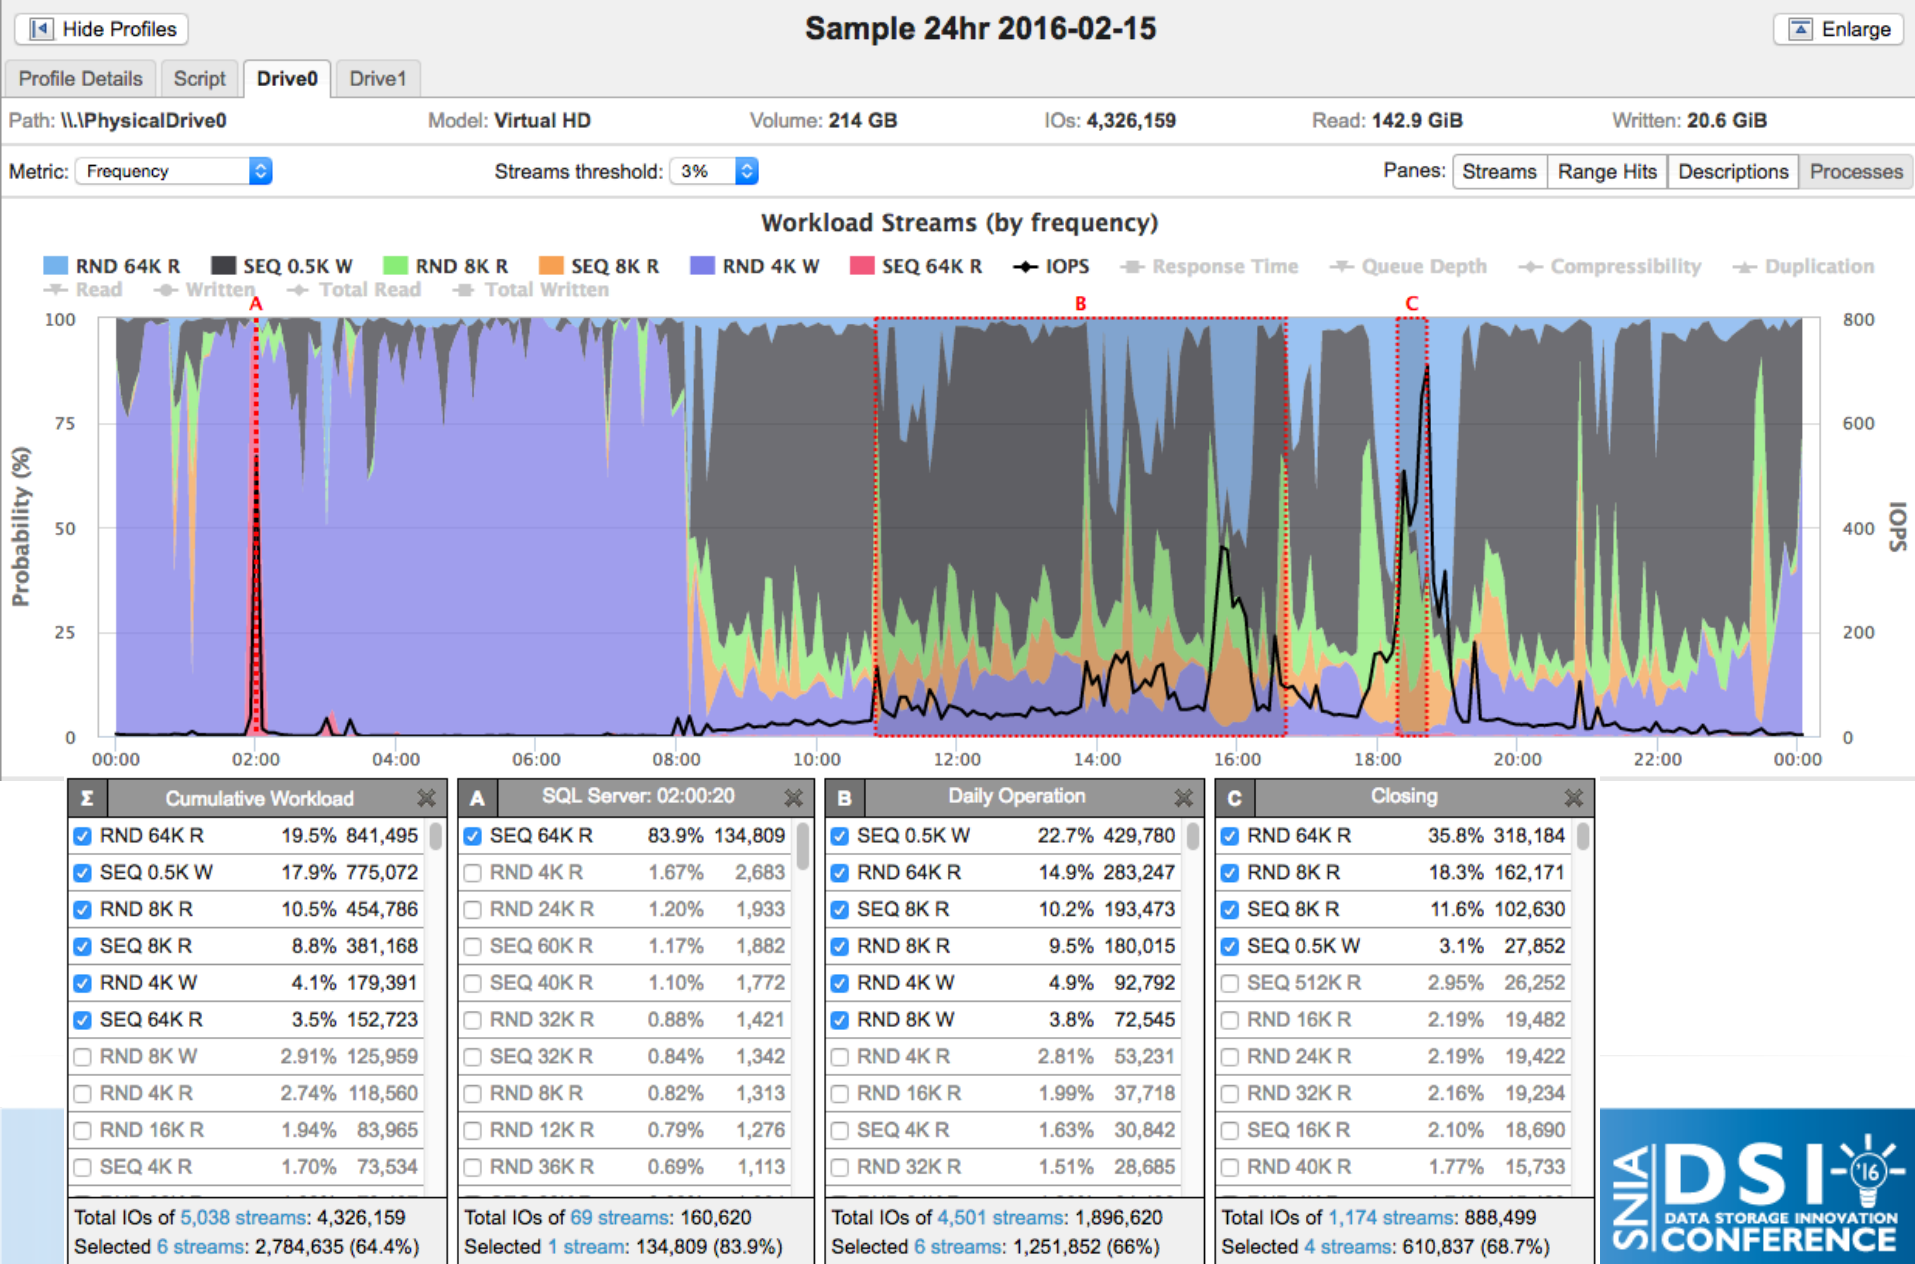 Hide Profiles
Sample 24hr 2016-02-15
Enlarge
Profile Details Script Drive0 Drive1
Path: \\.\PhysicalDrive0 Model: Virtual HD Volume: 214 GB IOs: 4,326,159 Read: 142.9 GiB Written: 20.6 GiB
Metric: Frequency Streams threshold: 3% Panes: Streams Range Hits Descriptions Processes
Workload Streams (by frequency)
RND 64K R SEQ 0.5K W RND 8K R SEQ 8K R RND 4K W SEQ 64K R IOPS Response Time Queue Depth Compressibility Duplication
Read Written Total Read Total Written
A B C
100 800
75 600
50 400
25 200
0 0
Probability (%)
IOPS
00:00 02:00 04:00 06:00 08:00 10:00 12:00 14:00 16:00 18:00 20:00 22:00 00:00
Σ Cumulative Workload
RND 64K R 19.5% 841,495
SEQ 0.5K W 17.9% 775,072
RND 8K R 10.5% 454,786
SEQ 8K R 8.8% 381,168
RND 4K W 4.1% 179,391
SEQ 64K R 3.5% 152,723
RND 8K W 2.91% 125,959
RND 4K R 2.74% 118,560
RND 16K R 1.94% 83,965
SEQ 4K R 1.70% 73,534
Total IOs of 5,038 streams: 4,326,159
Selected 6 streams: 2,784,635 (64.4%)
A SQL Server: 02:00:20
SEQ 64K R 83.9% 134,809
RND 4K R 1.67% 2,683
RND 24K R 1.20% 1,933
SEQ 60K R 1.17% 1,882
SEQ 40K R 1.10% 1,772
RND 32K R 0.88% 1,421
SEQ 32K R 0.84% 1,342
RND 8K R 0.82% 1,313
RND 12K R 0.79% 1,276
RND 36K R 0.69% 1,113
Total IOs of 69 streams: 160,620
Selected 1 stream: 134,809 (83.9%)
B Daily Operation
SEQ 0.5K W 22.7% 429,780
RND 64K R 14.9% 283,247
SEQ 8K R 10.2% 193,473
RND 8K R 9.5% 180,015
RND 4K W 4.9% 92,792
RND 8K W 3.8% 72,545
RND 4K R 2.81% 53,231
RND 16K R 1.99% 37,718
SEQ 4K R 1.63% 30,842
RND 32K R 1.51% 28,685
Total IOs of 4,501 streams: 1,896,620
Selected 6 streams: 1,251,852 (66%)
C Closing
RND 64K R 35.8% 318,184
RND 8K R 18.3% 162,171
SEQ 8K R 11.6% 102,630
SEQ 0.5K W 3.1% 27,852
SEQ 512K R 2.95% 26,252
RND 16K R 2.19% 19,482
RND 24K R 2.19% 19,422
RND 32K R 2.16% 19,234
SEQ 16K R 2.10% 18,690
RND 40K R 1.77% 15,733
Total IOs of 1,174 streams: 888,499
Selected 4 streams: 610,837 (68.7%)
SNIA
DSI '16
DATA STORAGE INNOVATION
CONFERENCE